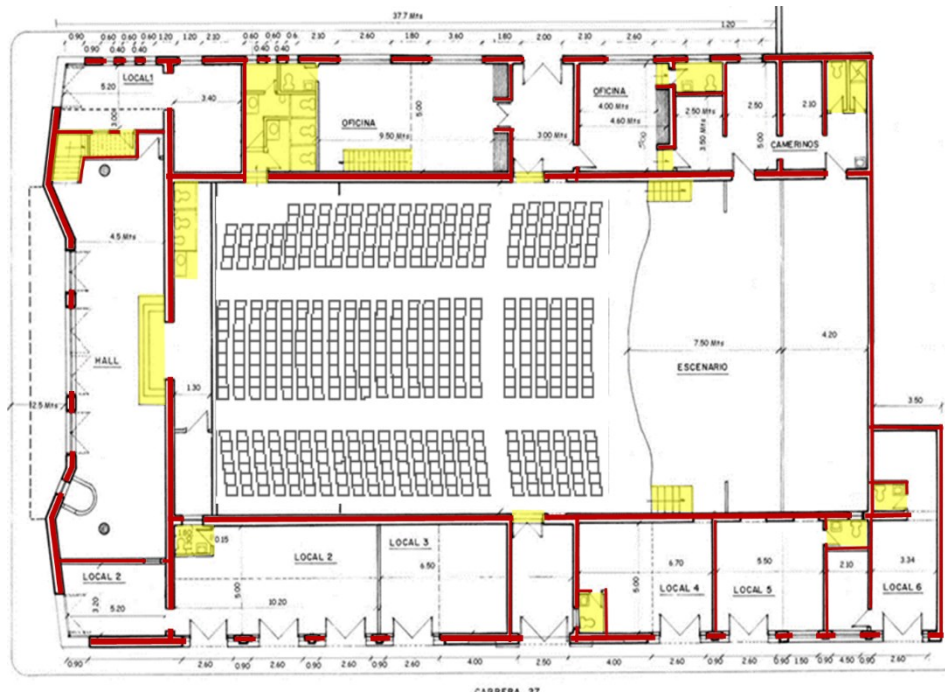 37.7 Mts
1.20
0.90 0.60 0.60 1.20 2.10 0.60 0.60 0.6 2.10 2.60 1.80 3.60 1.80 2.00 2.10 2.60
0.90 0.40 0.40 0.60 1.20 0.40 0.40
LOCAL 1
5.20
3.40
3.00
OFICINA
5.00
9.50 Mts
3.00 Mts
OFICINA
4.00 Mts
4.60 Mts
2.50 Mts
3.50 Mts
2.50
5.00
2.10
CAMERINOS
4.5 Mts
HALL
2.5 Mts
1.30
7.50 Mts
4.20
ESCENARIO
3.50
0.15
LOCAL 2
LOCAL 3
6.50
5.00
10.20
LOCAL 2
3.20
5.20
6.70
5.00
LOCAL 4
5.50
LOCAL 5
2.10
3.34
LOCAL 6
0.90 2.60 0.90 2.60 0.90 2.60 0.90 2.60 4.00 2.50 4.00 2.60 0.90 2.60 0.90 1.50 0.90 4.50 0.90 2.60
CARRERA 27